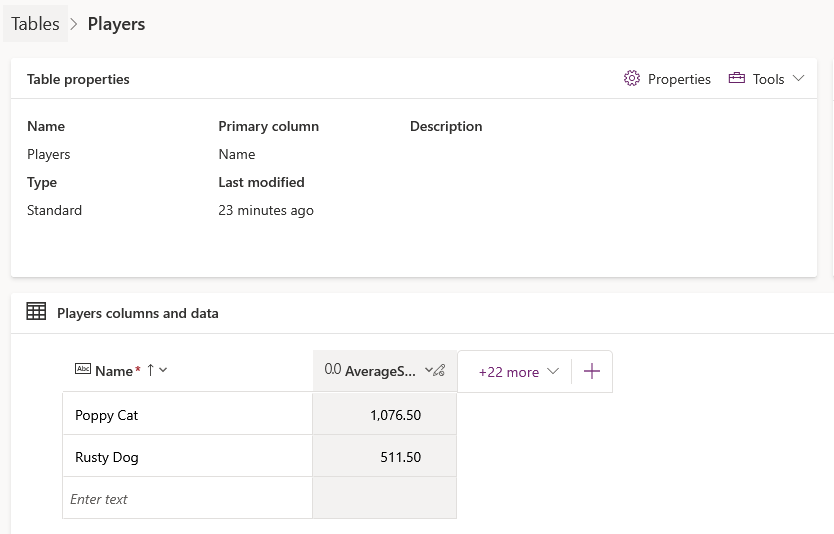 Tables > Players
Table properties
Properties
Tools
Name Primary column Description
Players Name
Type Last modified
Standard 23 minutes ago
Players columns and data
Abc Name* ↑ 0.0 AverageS... +22 more +
Poppy Cat 1,076.50
Rusty Dog 511.50
Enter text